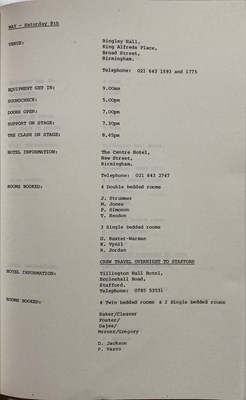 MAY - Saturday 8th
VENUE: Bingley Hall,
King Alfreds Place,
Broad Street,
Birmingham.
Telephone: 021 643 1593 and 1775
EQUIPMENT GET IN: 9.00am
SOUNDCHECK: 5.00pm
DOORS OPEN: 7.00pm
SUPPORT ON STAGE: 7.30pm
THE CLASH ON STAGE: 8.45pm
HOTEL INFORMATION: The Centre Hotel,
New Street,
Birmingham.
Telephone: 021 643 2747
ROOMS BOOKED: 4 Double bedded rooms
J. Strummer
M. Jones
P. Simonon
T. Headon
3 Single bedded rooms
G. Baxter-Warman
K. Vyail
R. Jordan
CREW TRAVEL OVERNIGHT TO STAFFORD
HOTEL INFORMATION: Tillington Hall Hotel,
Eccleshall Road,
Stafford.
Telephone: 0785 53531
ROOMS BOOKED: 4 Twin bedded rooms & 2 Single bedded rooms
Baker/Cleaver
Foster/
Dajee/
Mercer/Gregory
D. Jackson
P. Vasro